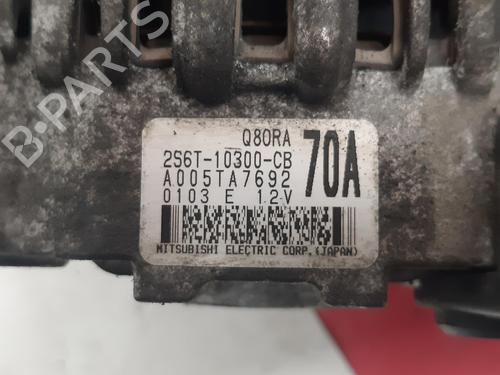 Q80RA
2S6T-10300-CB 70A
A005TA7692
0103 E 12V
MITSUBISHI ELECTRIC CORP.(JAPAN)
B-PARTS